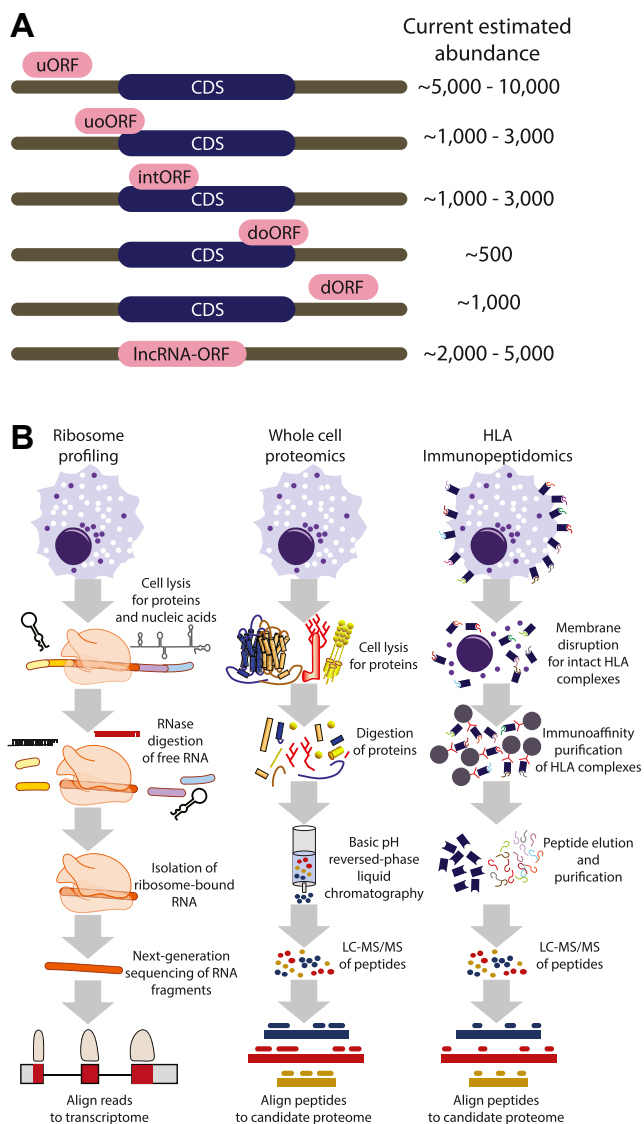 A
Current estimated
abundance
uORF
CDS
~5,000 - 10,000
uoORF
CDS
~1,000 - 3,000
intORF
CDS
~1,000 - 3,000
doORF
CDS
~500
dORF
CDS
~1,000
lncRNA-ORF
~2,000 - 5,000
B
Ribosome
profiling
Cell lysis
for proteins
and nucleic acids
RNase
digestion
of free RNA
Isolation of
ribosome-bound
RNA
Next-generation
sequencing of RNA
fragments
Align reads
to transcriptome
Whole cell
proteomics
Cell lysis
for proteins
Digestion
of proteins
Basic pH
reversed-phase
liquid
chromatography
LC-MS/MS
of peptides
Align peptides
to candidate proteome
HLA
Immunopeptidomics
Membrane
disruption
for intact HLA
complexes
Immunoaffinity
purification
of HLA complexes
Peptide elution
and
purification
LC-MS/MS
of peptides
Align peptides
to candidate proteome